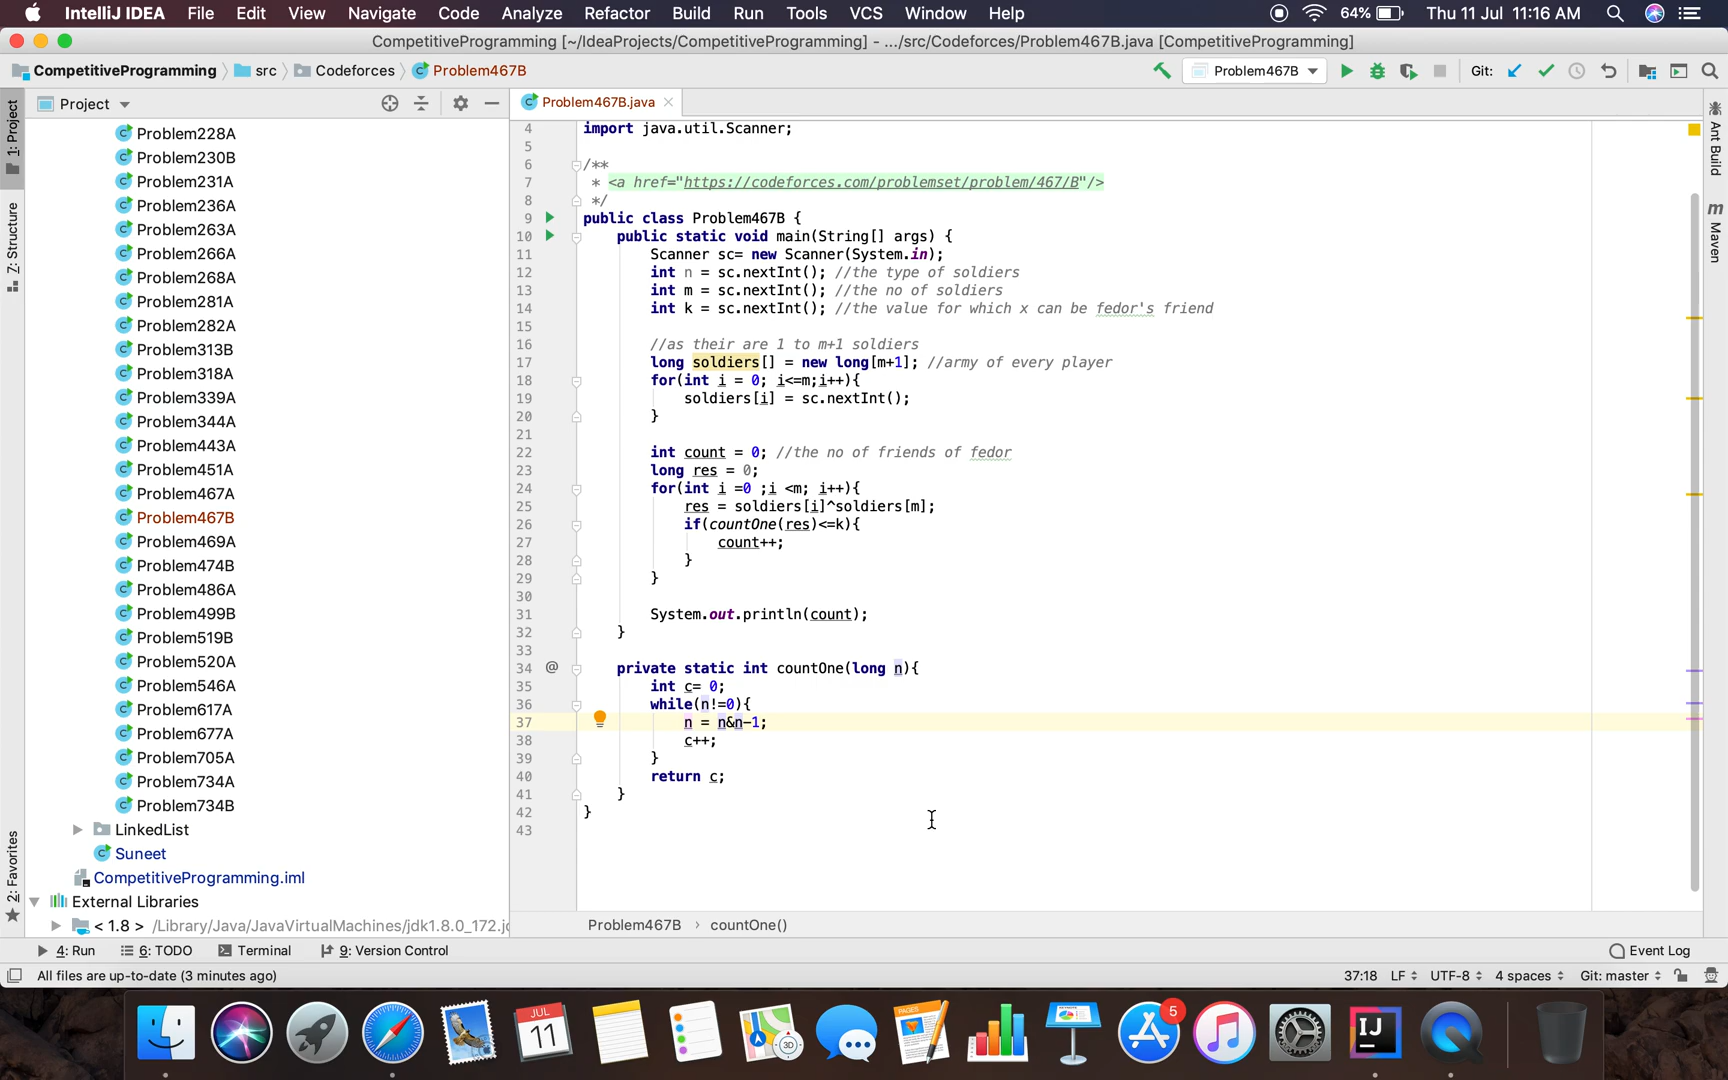 IntelliJ IDEA File Edit View Navigate Code Analyze Refactor Build Run Tools VCS Window Help 64% Thu 11 Jul 11:16 AM
CompetitiveProgramming [~/IdeaProjects/CompetitiveProgramming] - .../src/Codeforces/Problem467B.java [CompetitiveProgramming]
CompetitiveProgramming src Codeforces Problem467B Problem467B Git:
1: Project
7: Structure
2: Favorites
Project
Problem228A
Problem230B
Problem231A
Problem236A
Problem263A
Problem266A
Problem268A
Problem281A
Problem282A
Problem313B
Problem318A
Problem339A
Problem344A
Problem443A
Problem451A
Problem467A
Problem467B
Problem469A
Problem474B
Problem486A
Problem499B
Problem519B
Problem520A
Problem546A
Problem617A
Problem677A
Problem705A
Problem734A
Problem734B
LinkedList
Suneet
CompetitiveProgramming.iml
External Libraries
< 1.8 > /Library/Java/JavaVirtualMachines/jdk1.8.0_172.jc
Problem467B.java
4 import java.util.Scanner;
5
6 /**
7 * <a href="https://codeforces.com/problemset/problem/467/B"/>
8 */
9 public class Problem467B {
10 public static void main(String[] args) {
11 Scanner sc= new Scanner(System.in);
12 int n = sc.nextInt(); //the type of soldiers
13 int m = sc.nextInt(); //the no of soldiers
14 int k = sc.nextInt(); //the value for which x can be fedor's friend
15
16 //as their are 1 to m+1 soldiers
17 long soldiers[] = new long[m+1]; //army of every player
18 for(int i = 0; i<=m;i++){
19 soldiers[i] = sc.nextInt();
20 }
21
22 int count = 0; //the no of friends of fedor
23 long res = 0;
24 for(int i =0 ;i <m; i++){
25 res = soldiers[i]^soldiers[m];
26 if(countOne(res)<=k){
27 count++;
28 }
29 }
30
31 System.out.println(count);
32 }
33
34 @ private static int countOne(long n){
35 int c= 0;
36 while(n!=0){
37 n = n&n-1;
38 c++;
39 }
40 return c;
41 }
42 }
43
Problem467B › countOne()
Ant Build
m Maven
4: Run 6: TODO Terminal 9: Version Control Event Log
All files are up-to-date (3 minutes ago) 37:18 LF UTF-8 4 spaces Git: master
JUL
11
3D
PAGES
5
IJ